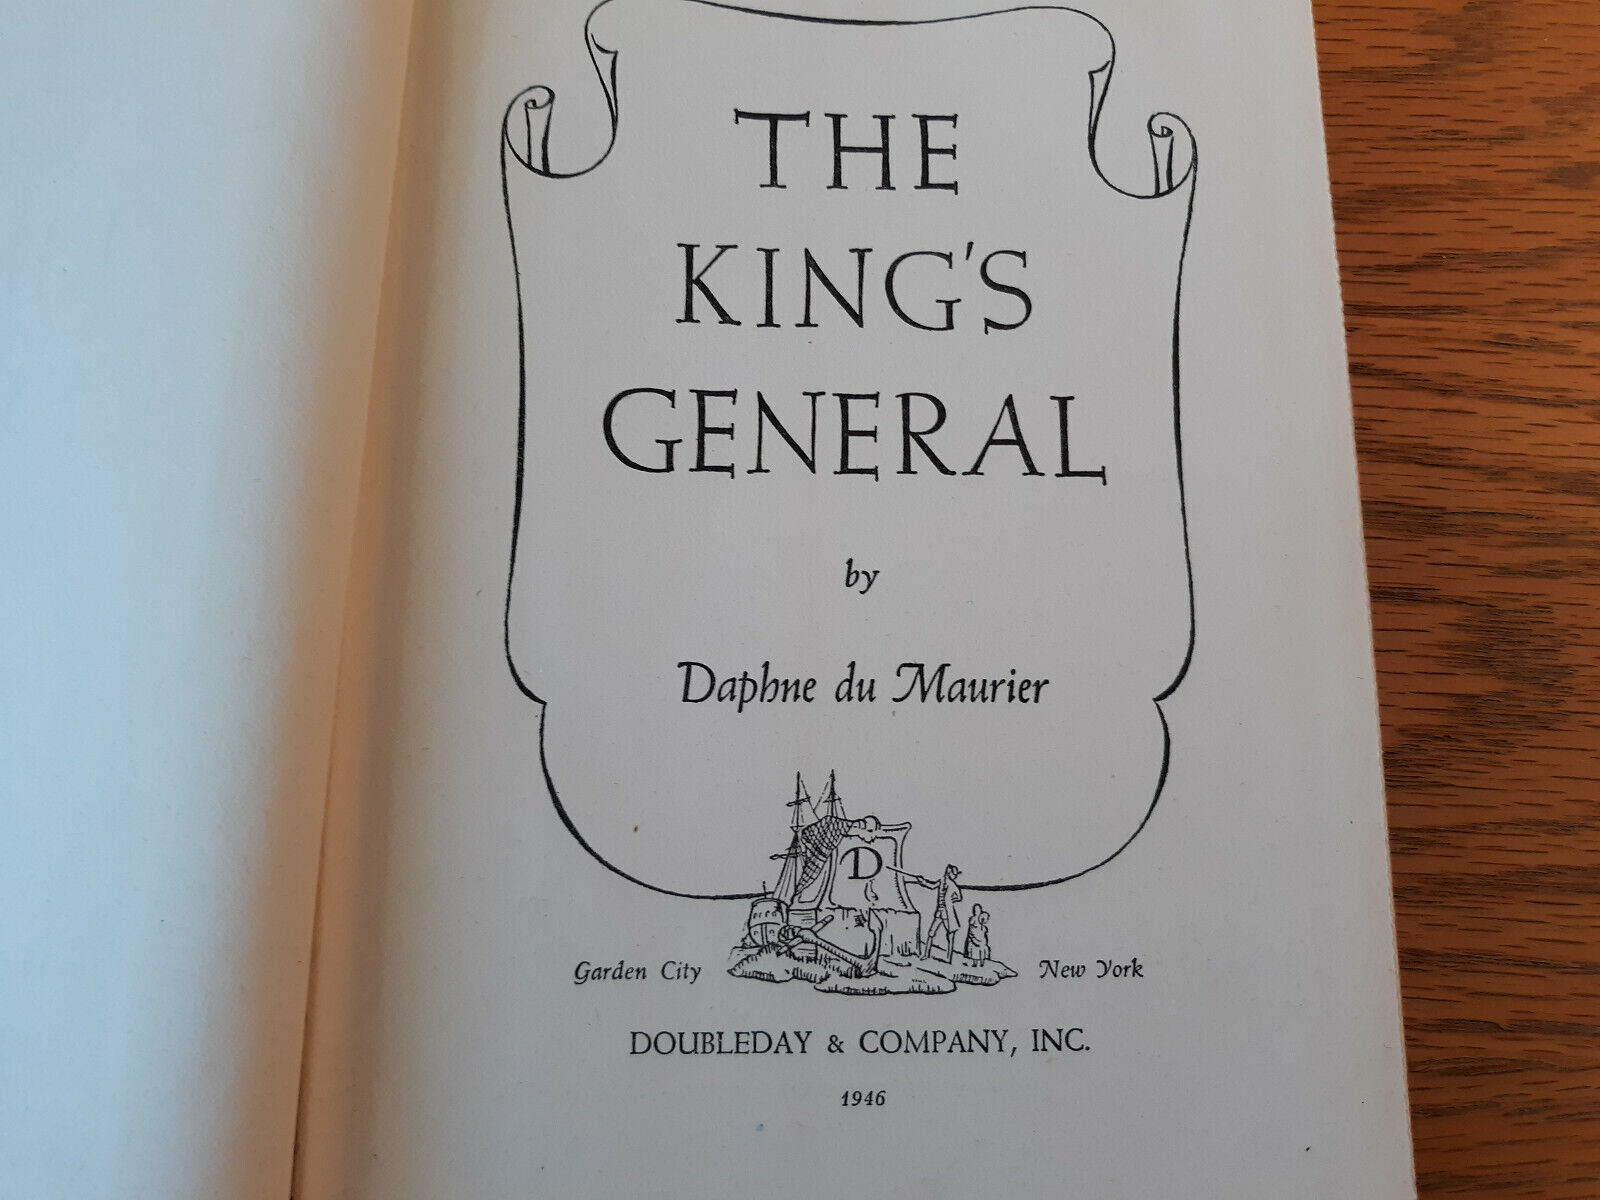 THE
KING'S
GENERAL
by
Daphne du Maurier
D
Garden City New York
DOUBLEDAY & COMPANY, INC.
1946